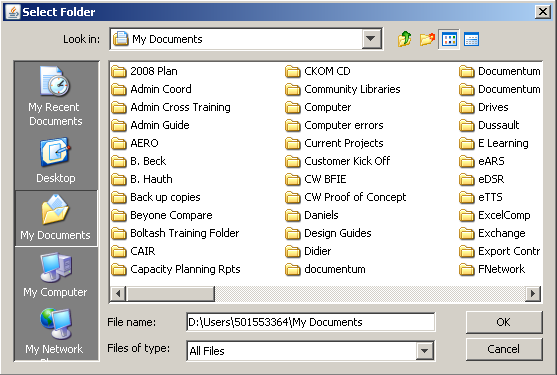 Select Folder
Look in:
My Documents
My Recent
Documents
Desktop
My Documents
My Computer
My Network
2008 Plan
Admin Coord
Admin Cross Training
Admin Guide
AERO
B. Beck
B. Hauth
Back up copies
Beyone Compare
Boltash Training Folder
CAIR
Capacity Planning Rpts
CKOM CD
Community Libraries
Computer
Computer errors
Current Projects
Customer Kick Off
CW BFIE
CW Proof of Concept
Daniels
Design Guides
Didier
documentum
Documentum
Documentum
Drives
Dussault
E Learning
eARS
eDSR
eTTS
ExcelComp
Exchange
Export Contr
FNetwork
File name:
D:\Users\501553364\My Documents
OK
Files of type:
All Files
Cancel